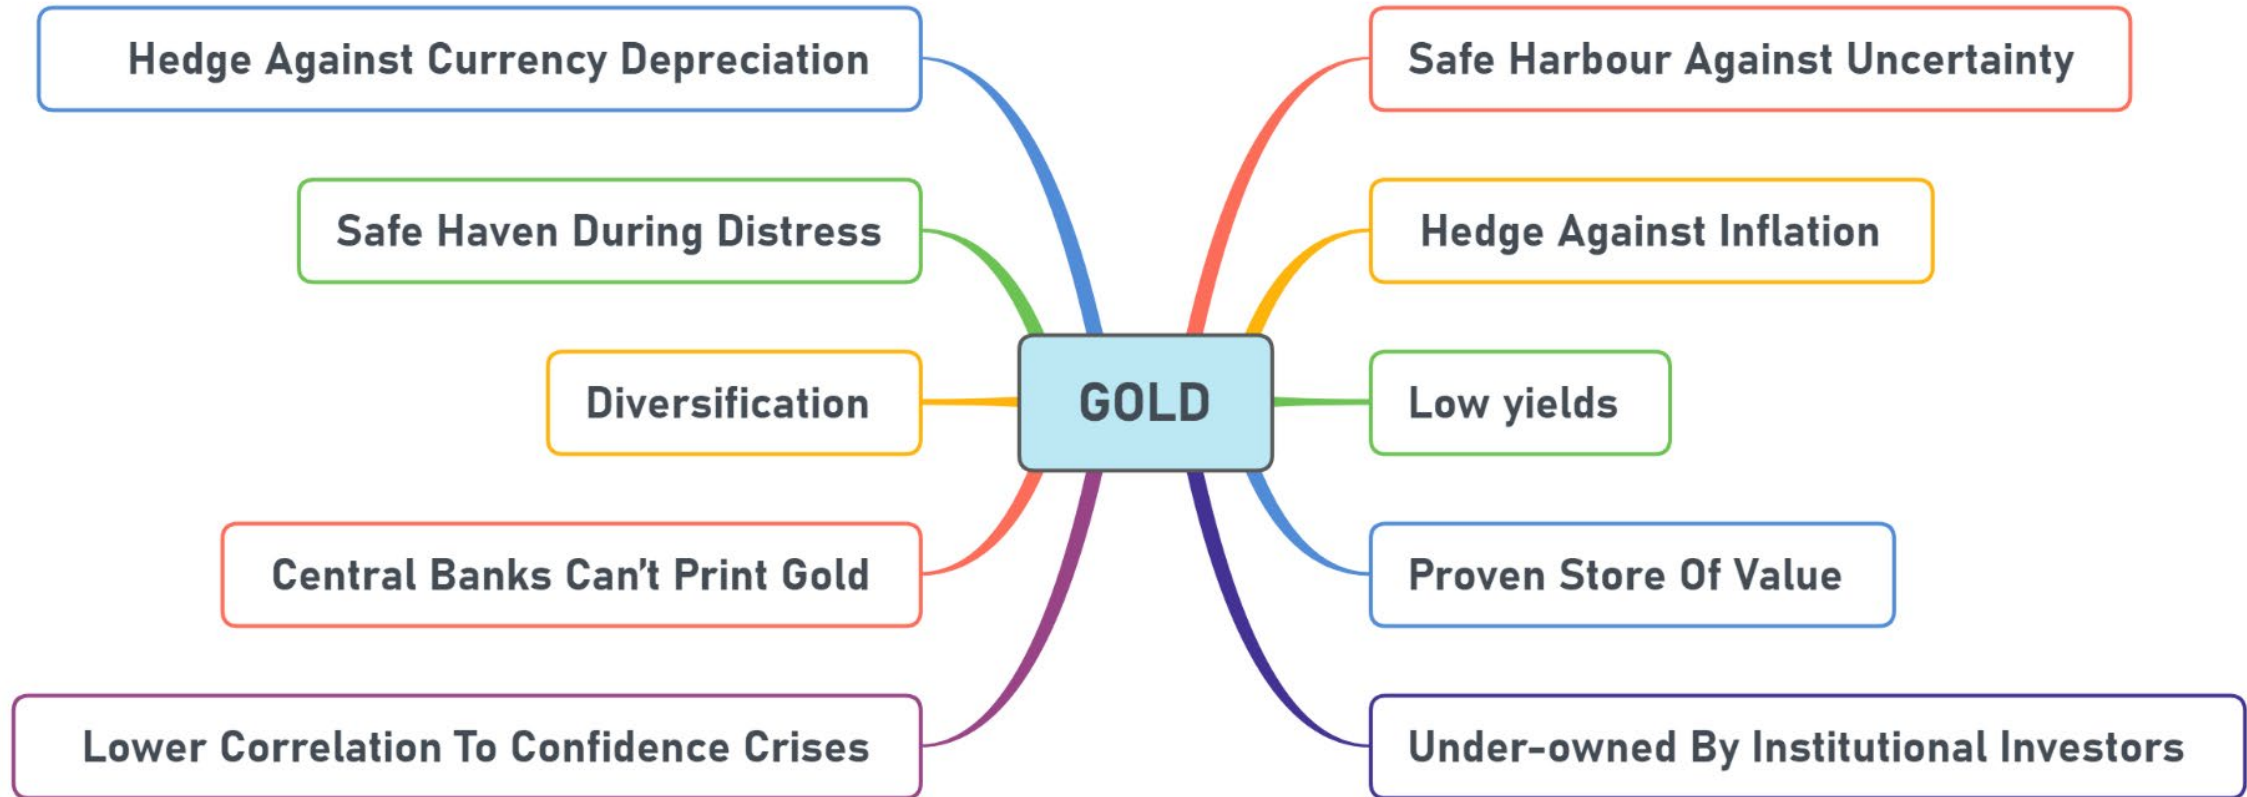 Hedge Against Currency Depreciation
Safe Harbour Against Uncertainty
Safe Haven During Distress
Hedge Against Inflation
Diversification
GOLD
Low yields
Central Banks Can't Print Gold
Proven Store Of Value
Lower Correlation To Confidence Crises
Under-owned By Institutional Investors